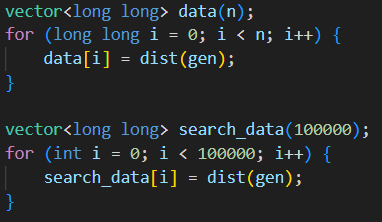 vector<long long> data(n);
for (long long i = 0; i < n; i++) {
    data[i] = dist(gen);
}

vector<long long> search_data(100000);
for (int i = 0; i < 100000; i++) {
    search_data[i] = dist(gen);
}